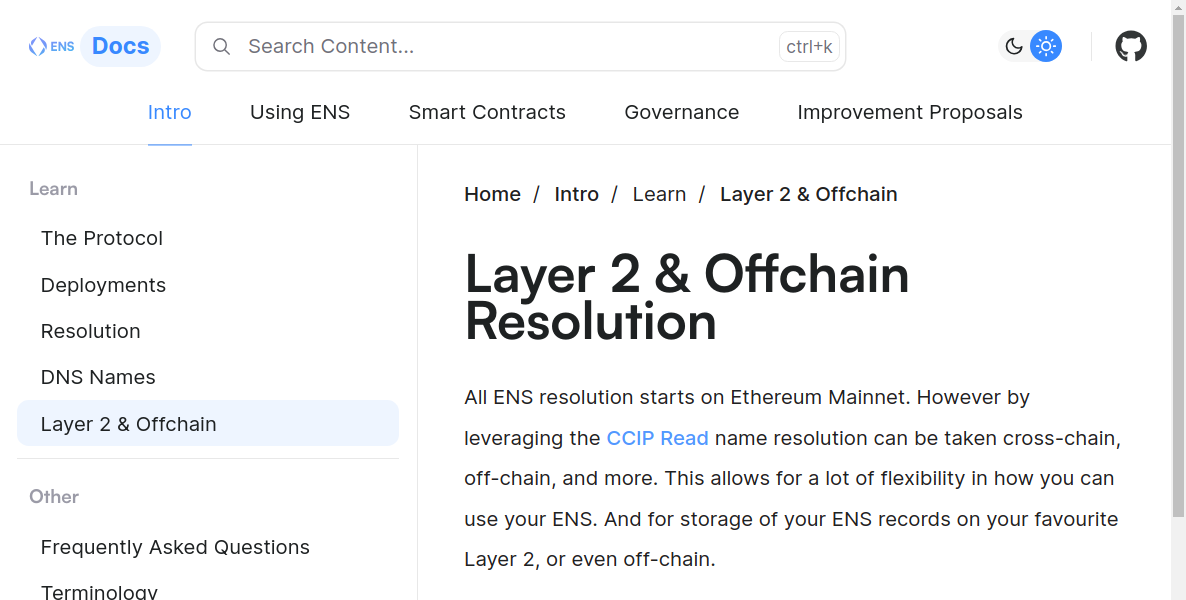 ENS Docs
Search Content...
ctrl+k
Intro
Using ENS
Smart Contracts
Governance
Improvement Proposals
Learn
The Protocol
Deployments
Resolution
DNS Names
Layer 2 & Offchain
Other
Frequently Asked Questions
Terminology
Home / Intro / Learn / Layer 2 & Offchain
Layer 2 & Offchain
Resolution
All ENS resolution starts on Ethereum Mainnet. However by
leveraging the CCIP Read name resolution can be taken cross-chain,
off-chain, and more. This allows for a lot of flexibility in how you can
use your ENS. And for storage of your ENS records on your favourite
Layer 2, or even off-chain.